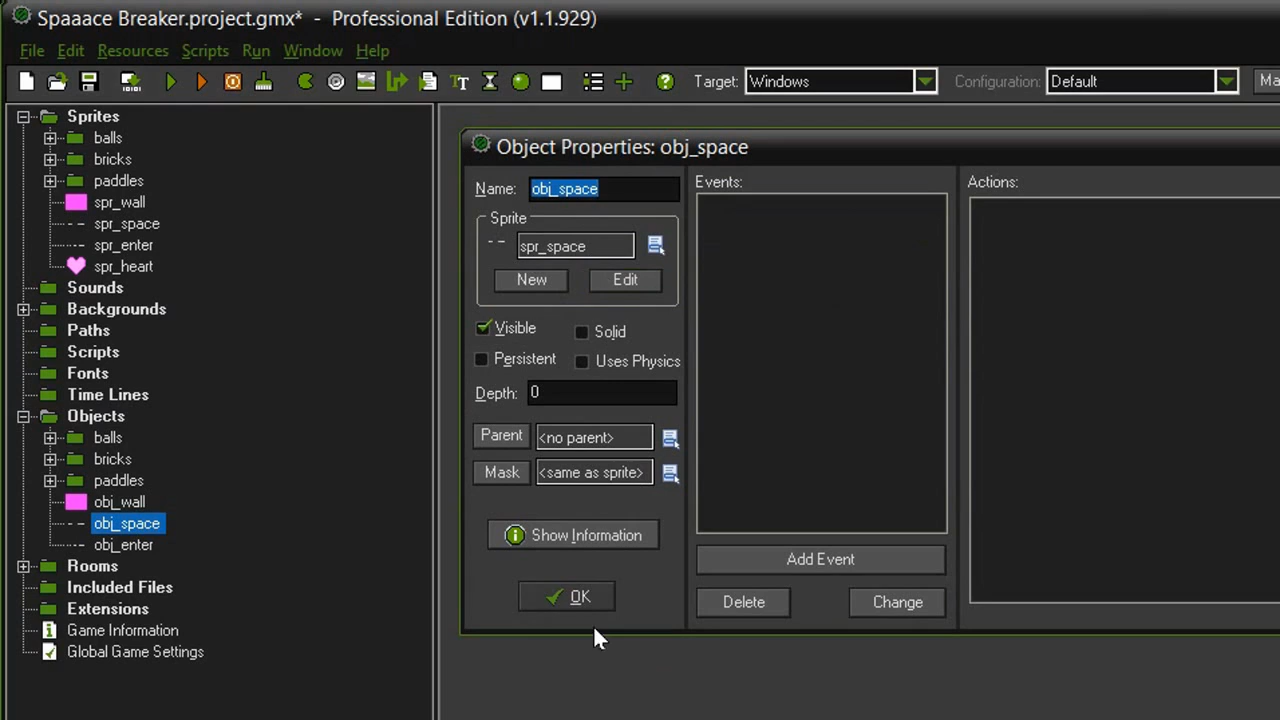 Spaaace Breaker.project.gmx* - Professional Edition (v1.1.929)
File Edit Resources Scripts Run Window Help
Target: Windows Configuration: Default
Sprites
balls
bricks
paddles
spr_wall
spr_space
spr_enter
spr_heart
Sounds
Backgrounds
Paths
Scripts
Fonts
Time Lines
Objects
balls
bricks
paddles
obj_wall
obj_space
obj_enter
Rooms
Included Files
Extensions
Game Information
Global Game Settings
Object Properties: obj_space
Name: obj_space
Sprite
spr_space
New Edit
Visible Solid
Persistent Uses Physics
Depth: 0
Parent <no parent>
Mask <same as sprite>
Show Information
OK
Events:
Add Event
Delete Change
Actions: